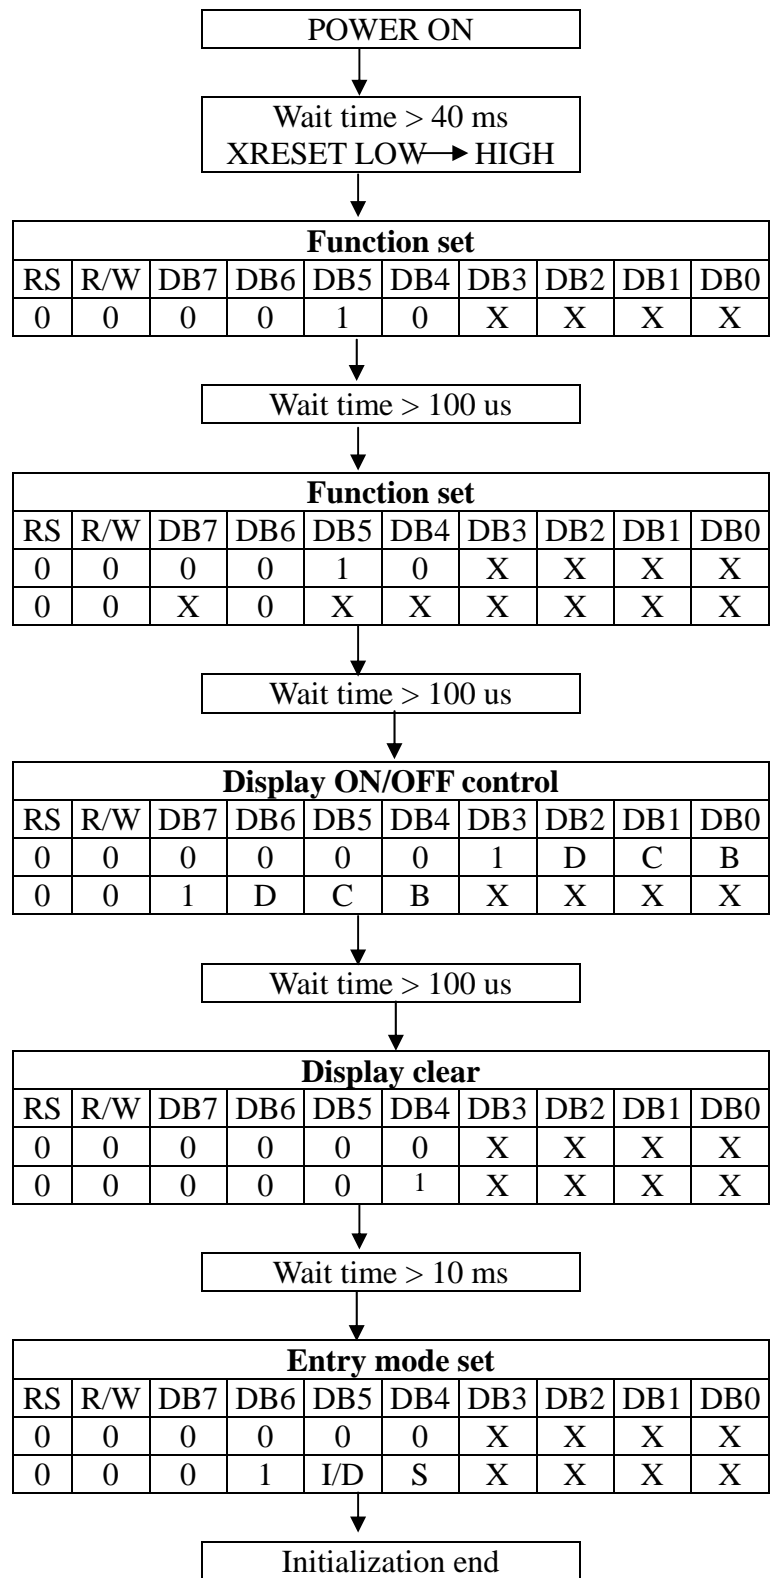 POWER ON
Wait time > 40 ms
XRESET LOW → HIGH
Function set
RS R/W DB7 DB6 DB5 DB4 DB3 DB2 DB1 DB0
0 0 0 0 1 0 X X X X
Wait time > 100 us
Function set
RS R/W DB7 DB6 DB5 DB4 DB3 DB2 DB1 DB0
0 0 0 0 1 0 X X X X
0 0 X 0 X X X X X X
Wait time > 100 us
Display ON/OFF control
RS R/W DB7 DB6 DB5 DB4 DB3 DB2 DB1 DB0
0 0 0 0 0 0 1 D C B
0 0 1 D C B X X X X
Wait time > 100 us
Display clear
RS R/W DB7 DB6 DB5 DB4 DB3 DB2 DB1 DB0
0 0 0 0 0 0 X X X X
0 0 0 0 0 1 X X X X
Wait time > 10 ms
Entry mode set
RS R/W DB7 DB6 DB5 DB4 DB3 DB2 DB1 DB0
0 0 0 0 0 0 X X X X
0 0 0 1 I/D S X X X X
Initialization end